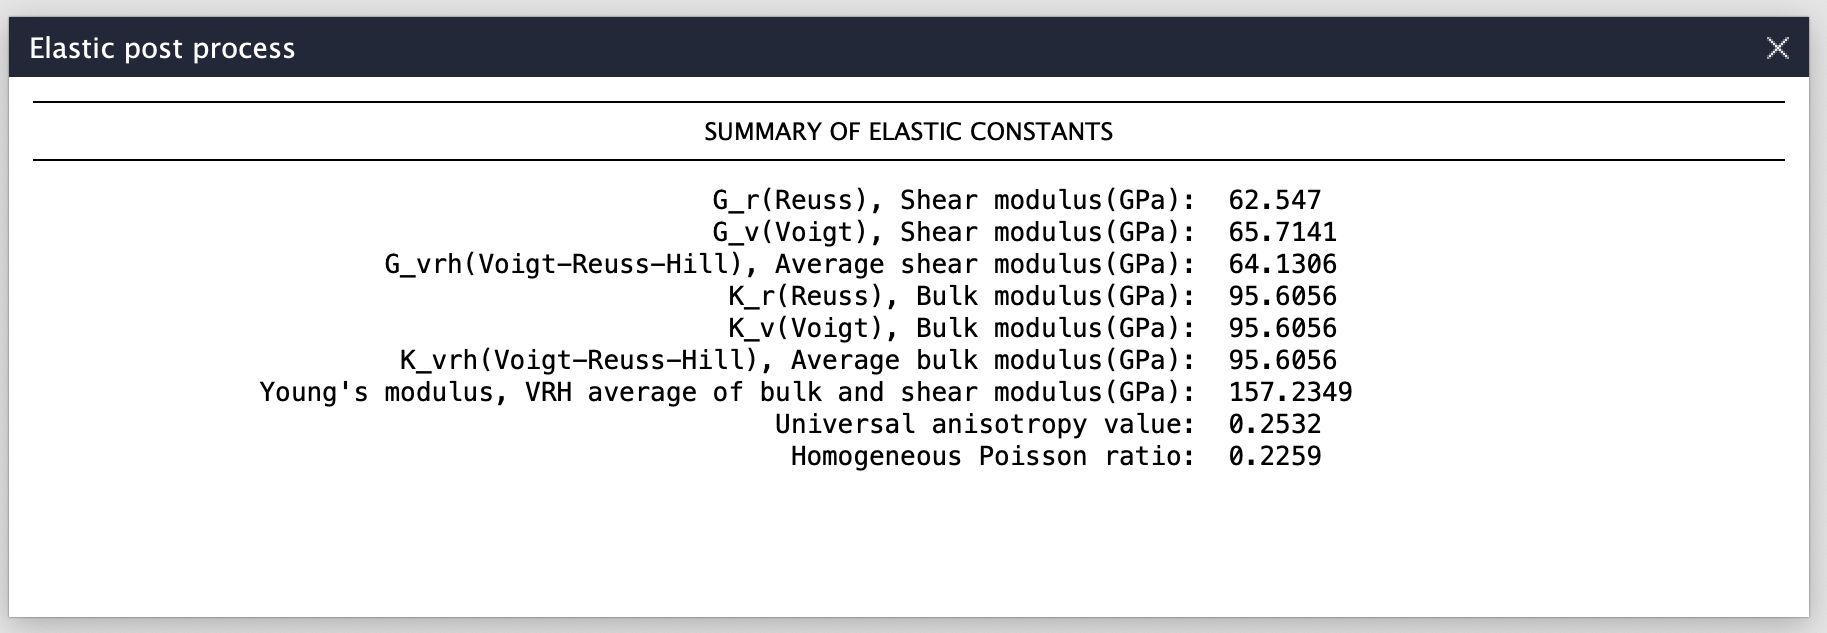 Elastic post process
SUMMARY OF ELASTIC CONSTANTS
G_r(Reuss), Shear modulus(GPa): 62.547
G_v(Voigt), Shear modulus(GPa): 65.7141
G_vrh(Voigt-Reuss-Hill), Average shear modulus(GPa): 64.1306
K_r(Reuss), Bulk modulus(GPa): 95.6056
K_v(Voigt), Bulk modulus(GPa): 95.6056
K_vrh(Voigt-Reuss-Hill), Average bulk modulus(GPa): 95.6056
Young's modulus, VRH average of bulk and shear modulus(GPa): 157.2349
Universal anisotropy value: 0.2532
Homogeneous Poisson ratio: 0.2259